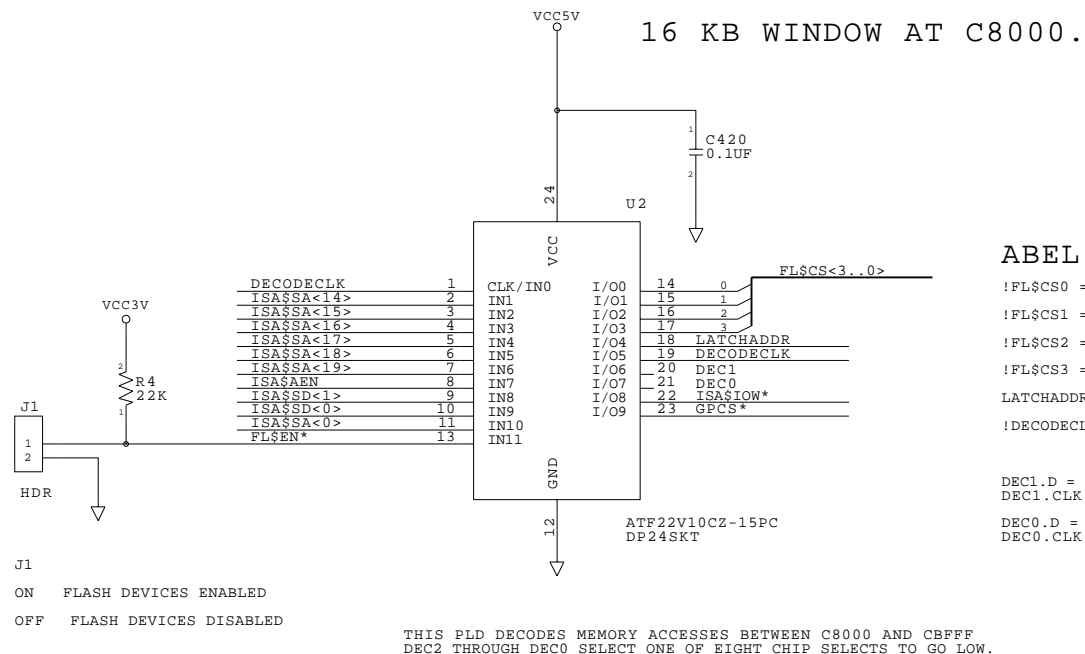 VCC5V
16 KB WINDOW AT C8000.
1
C420
0.1UF
2
24
U2
VCC
ABEL
FL$CS<3..0>
DECODECLK 1 CLK/IN0 I/O0 14 0
ISA$SA<14> 2 IN1 I/O1 15 1
ISA$SA<15> 3 IN2 I/O2 16 2
ISA$SA<16> 4 IN3 I/O3 17 3
ISA$SA<17> 5 IN4 I/O4 18 LATCHADDR
ISA$SA<18> 6 IN5 I/O5 19 DECODECLK
ISA$SA<19> 7 IN6 I/O6 20 DEC1
ISA$AEN 8 IN7 I/O7 21 DEC0
ISA$SD<1> 9 IN8 I/O8 22 ISA$IOW*
ISA$SD<0> 10 IN9 I/O9 23 GPCS*
ISA$SA<0> 11 IN10
FL$EN* 13 IN11
!FL$CS0 =
!FL$CS1 =
!FL$CS2 =
!FL$CS3 =
LATCHADDR
!DECODECL
VCC3V
2
R4
22K
1
J1
1
2
HDR
GND
12
ATF22V10CZ-15PC
DP24SKT
DEC1.D =
DEC1.CLK
DEC0.D =
DEC0.CLK
J1
ON FLASH DEVICES ENABLED
OFF FLASH DEVICES DISABLED
THIS PLD DECODES MEMORY ACCESSES BETWEEN C8000 AND CBFFF
DEC2 THROUGH DEC0 SELECT ONE OF EIGHT CHIP SELECTS TO GO LOW.